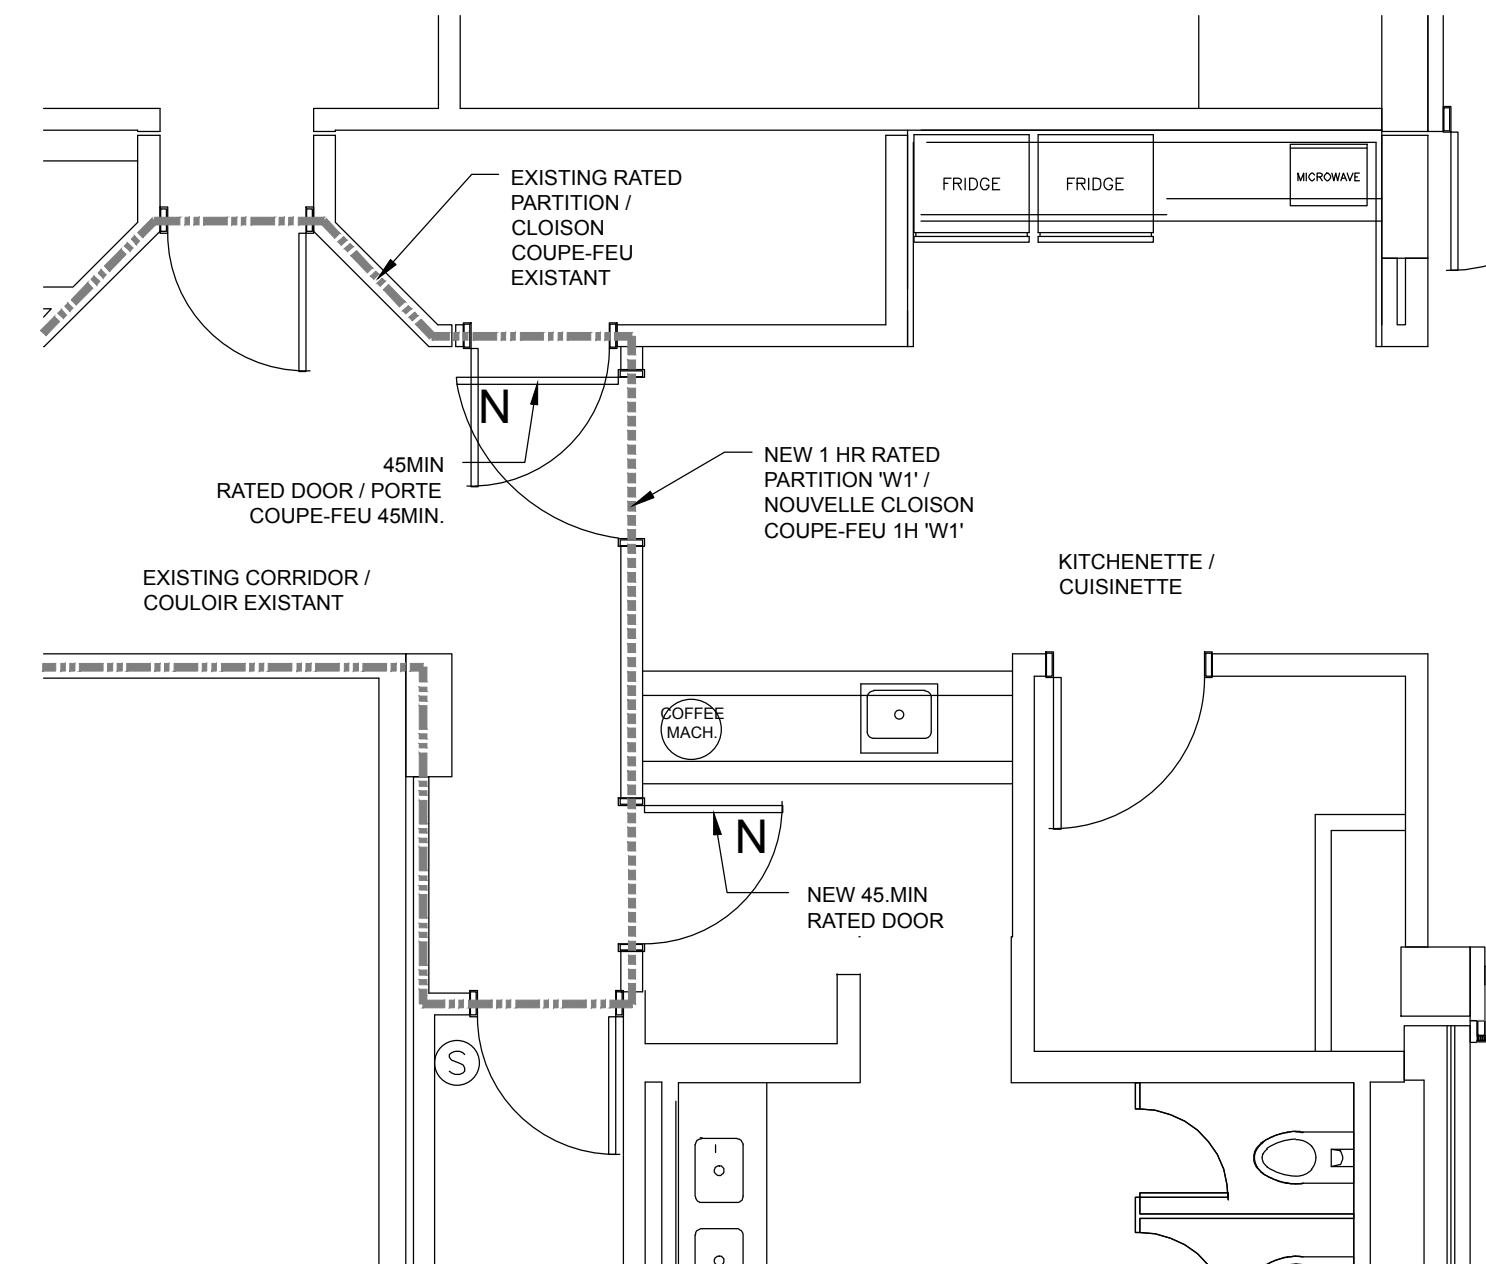 EXISTING RATED
PARTITION /
CLOISON
COUPE-FEU
EXISTANT
FRIDGE
FRIDGE
MICROWAVE
N
45MIN
RATED DOOR / PORTE
COUPE-FEU 45MIN.
NEW 1 HR RATED
PARTITION 'W1' /
NOUVELLE CLOISON
COUPE-FEU 1H 'W1'
EXISTING CORRIDOR /
COULOIR EXISTANT
KITCHENETTE /
CUISINETTE
COFFEE
MACH.
N
NEW 45.MIN
RATED DOOR
S